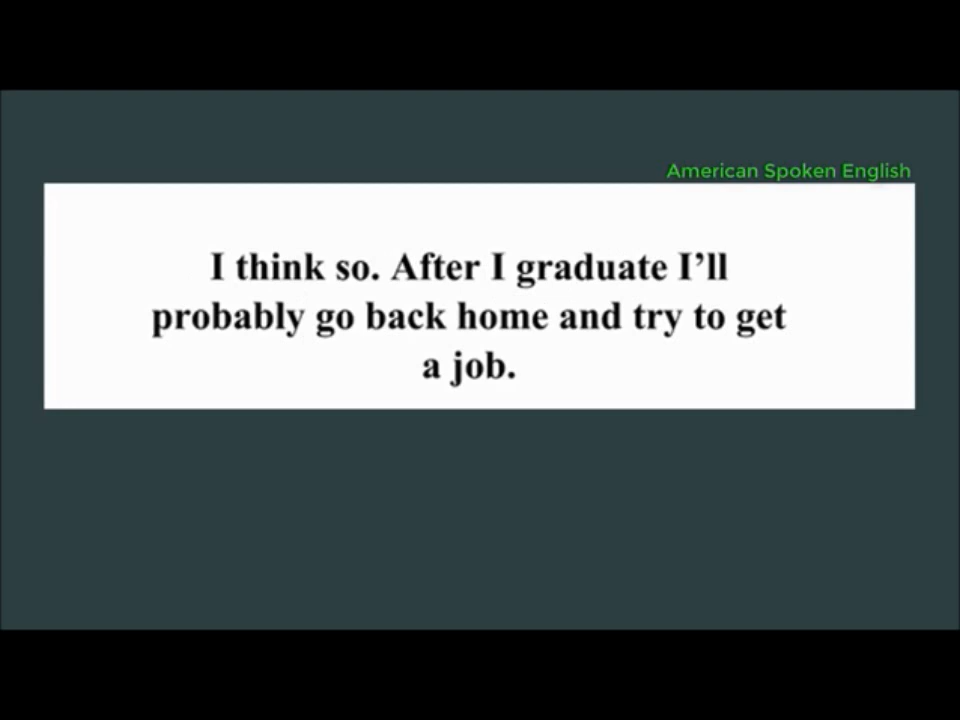 American Spoken English
I think so. After I graduate I’ll
probably go back home and try to get
a job.